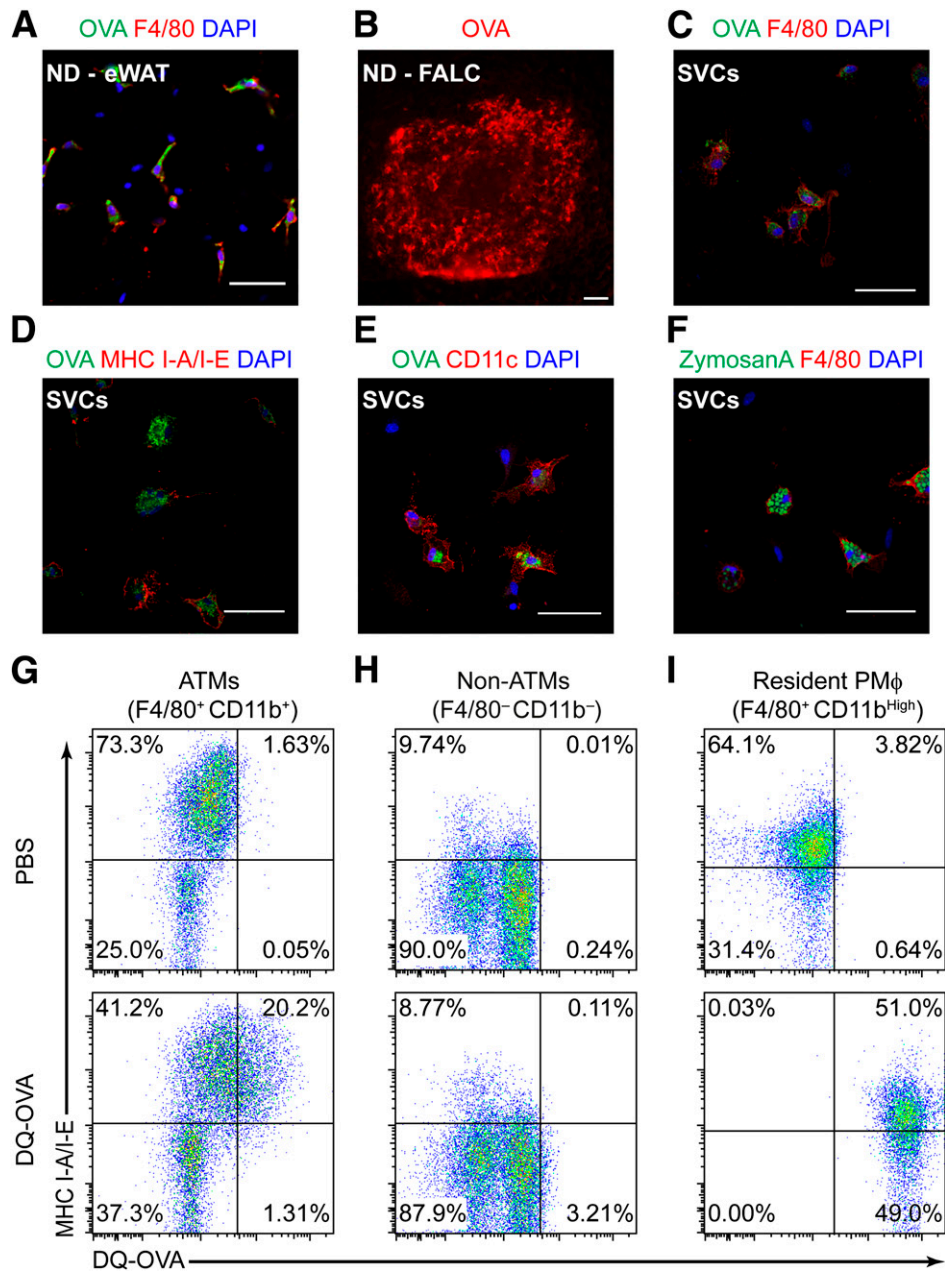 A
OVA F4/80 DAPI
ND - eWAT
B
OVA
ND - FALC
C
OVA F4/80 DAPI
SVCs
D
OVA MHC I-A/I-E DAPI
SVCs
E
OVA CD11c DAPI
SVCs
F
ZymosanA F4/80 DAPI
SVCs
G
ATMs
(F4/80⁺ CD11b⁺)
H
Non-ATMs
(F4/80⁻ CD11b⁻)
I
Resident PMϕ
(F4/80⁺ CD11bᴴⁱᵍʰ)
PBS
73.3% 1.63%
25.0% 0.05%
9.74% 0.01%
90.0% 0.24%
64.1% 3.82%
31.4% 0.64%
DQ-OVA
41.2% 20.2%
37.3% 1.31%
8.77% 0.11%
87.9% 3.21%
0.03% 51.0%
0.00% 49.0%
MHC I-A/I-E
DQ-OVA